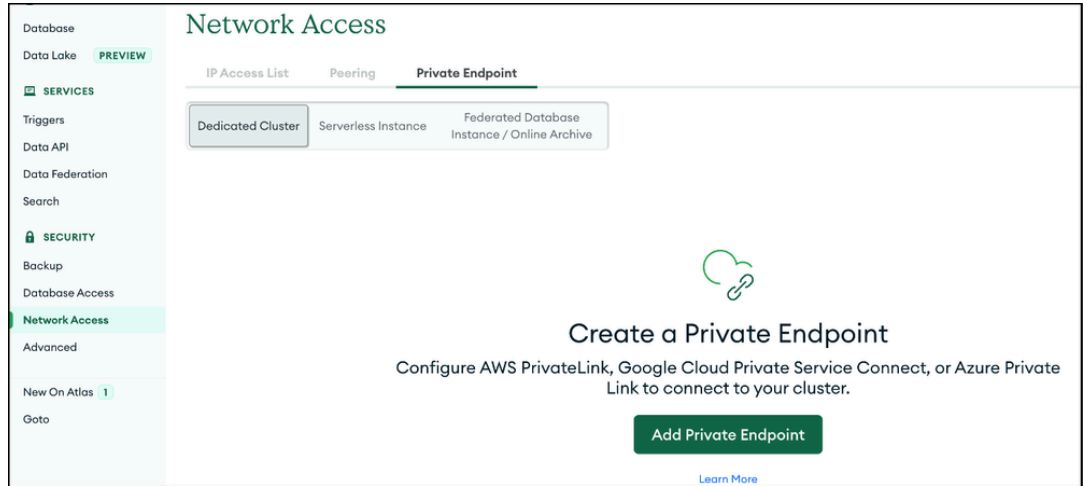 Database
Data Lake PREVIEW
SERVICES
Triggers
Data API
Data Federation
Search
SECURITY
Backup
Database Access
Network Access
Advanced
New On Atlas 1
Goto
Network Access
IP Access List Peering Private Endpoint
Dedicated Cluster Serverless Instance Federated Database
Instance / Online Archive
Create a Private Endpoint
Configure AWS PrivateLink, Google Cloud Private Service Connect, or Azure Private
Link to connect to your cluster.
Add Private Endpoint
Learn More